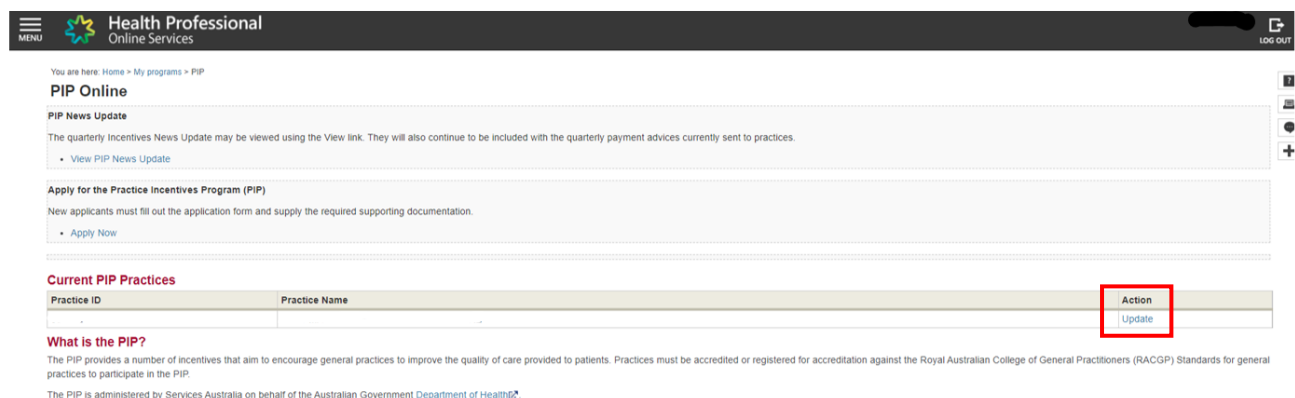 MENU
Health Professional
Online Services
LOG OUT
You are here: Home > My programs > PIP
PIP Online
PIP News Update
The quarterly Incentives News Update may be viewed using the View link. They will also continue to be included with the quarterly payment advices currently sent to practices.
• View PIP News Update
Apply for the Practice Incentives Program (PIP)
New applicants must fill out the application form and supply the required supporting documentation.
• Apply Now
Current PIP Practices
Practice ID Practice Name Action
Update
What is the PIP?
The PIP provides a number of incentives that aim to encourage general practices to improve the quality of care provided to patients. Practices must be accredited or registered for accreditation against the Royal Australian College of General Practitioners (RACGP) Standards for general
practices to participate in the PIP.
The PIP is administered by Services Australia on behalf of the Australian Government Department of Health.